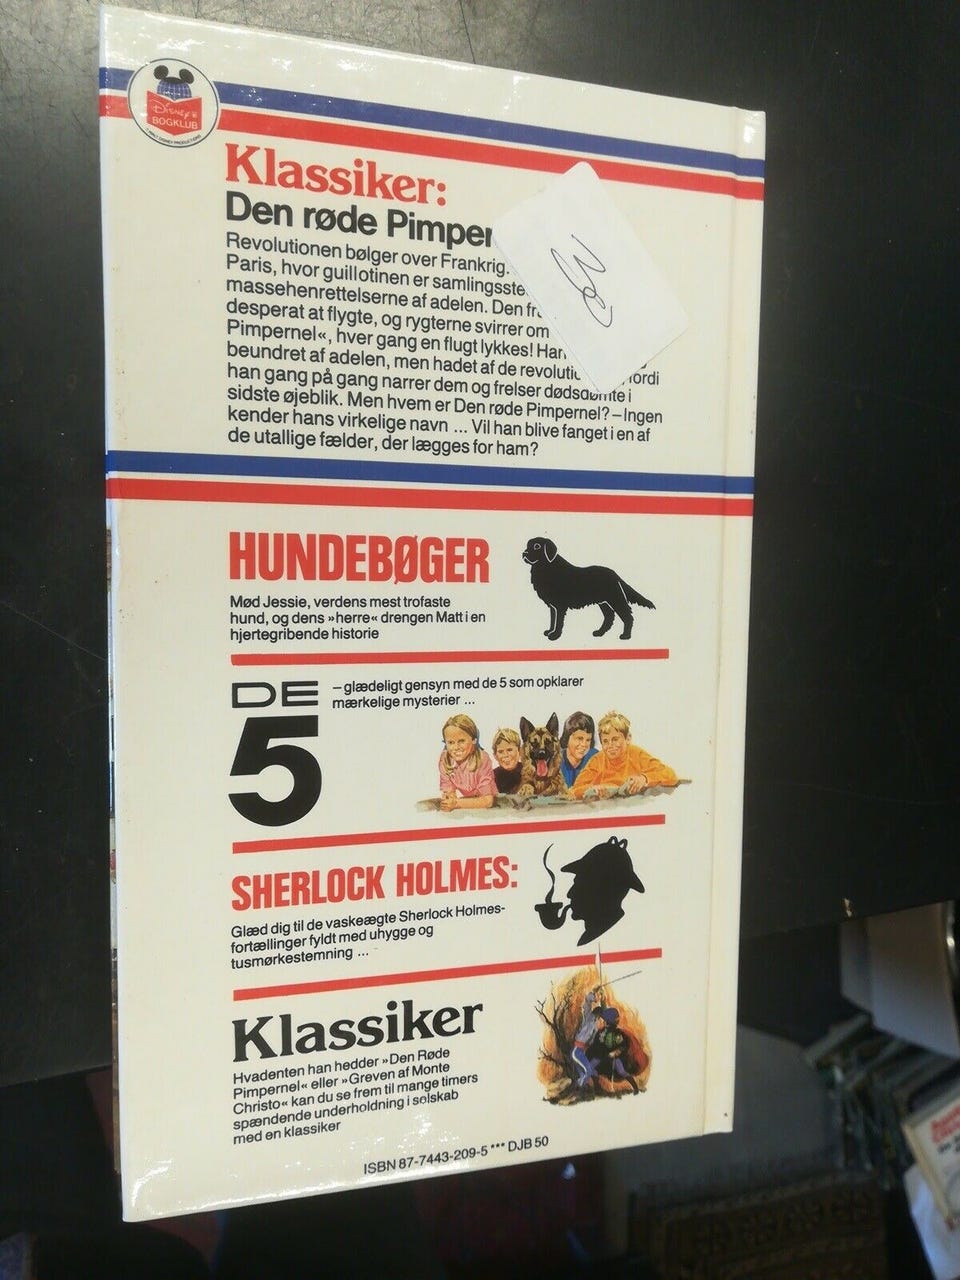 Disney's
BOGKLUB
Klassiker:
Den røde Pimper
Revolutionen bølger over Frankrig.
Paris, hvor guillotinen er samlingsste
massehenrettelserne af adelen. Den fr
desperat at flygte, og rygterne svirrer om
Pimpernel«, hver gang en flugt lykkes! Han
beundret af adelen, men hadet af de revolutio fordi
han gang på gang narrer dem og frelser dødsdømte i
sidste øjeblik. Men hvem er Den røde Pimpernel? – Ingen
kender hans virkelige navn ... Vil han blive fanget i en af
de utallige fælder, der lægges for ham?
HUNDEBØGER
Mød Jessie, verdens mest trofaste
hund, og dens »herre« drengen Matt i en
hjertegribende historie
DE
5
– glædeligt gensyn med de 5 som opklarer
mærkelige mysterier ...
SHERLOCK HOLMES:
Glæd dig til de vaskeægte Sherlock Holmes-
fortællinger fyldt med uhygge og
tusmørkestemning ...
Klassiker
Hvadenten han hedder »Den Røde
Pimpernel« eller »Greven af Monte
Christo« kan du se frem til mange timers
spændende underholdning i selskab
med en klassiker
ISBN 87-7443-209-5 *** DJB 50